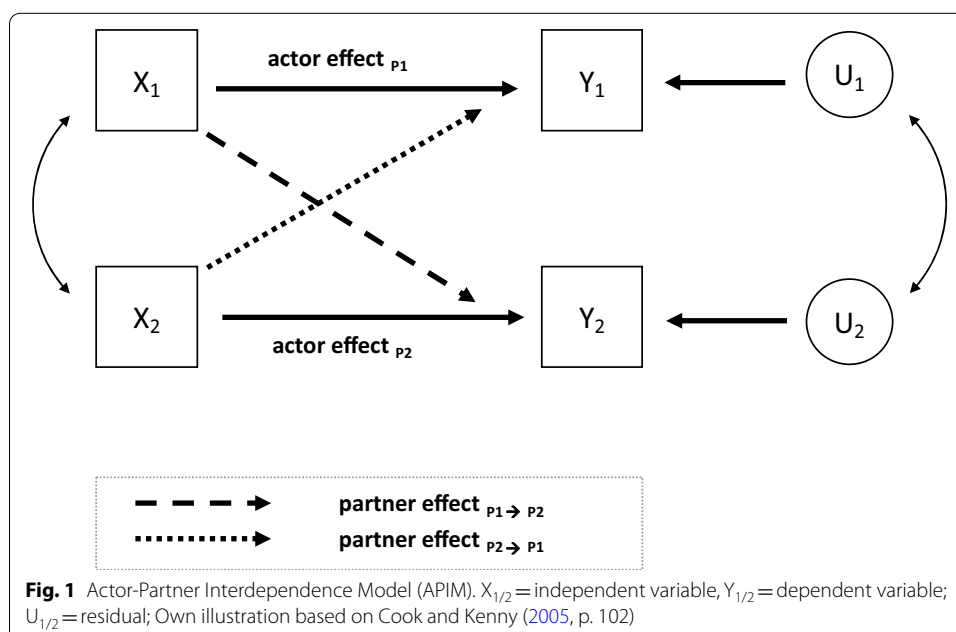 actor effect P1
X1
Y1
U1
X2
Y2
U2
actor effect P2
partner effect P1→ P2
partner effect P2→ P1
Fig. 1 Actor-Partner Interdependence Model (APIM). X1/2 = independent variable, Y1/2 = dependent variable;
U1/2 = residual; Own illustration based on Cook and Kenny (2005, p. 102)